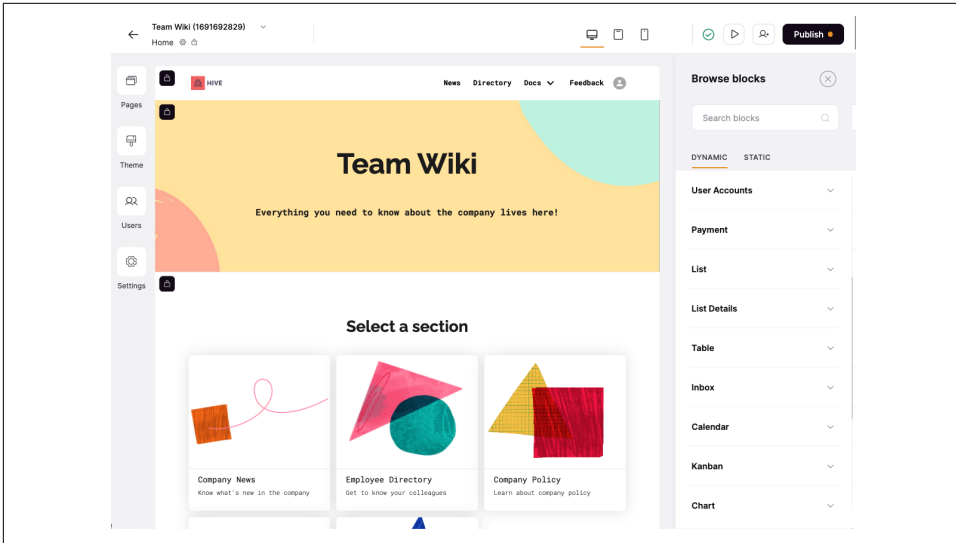 Team Wiki (1691692829)
Home
Publish
Pages
Theme
Users
Settings
HIVE
News Directory Docs Feedback
Team Wiki
Everything you need to know about the company lives here!
Select a section
Company News
Know what's new in the company
Employee Directory
Get to know your colleagues
Company Policy
Learn about company policy
Browse blocks
Search blocks
DYNAMIC STATIC
User Accounts
Payment
List
List Details
Table
Inbox
Calendar
Kanban
Chart